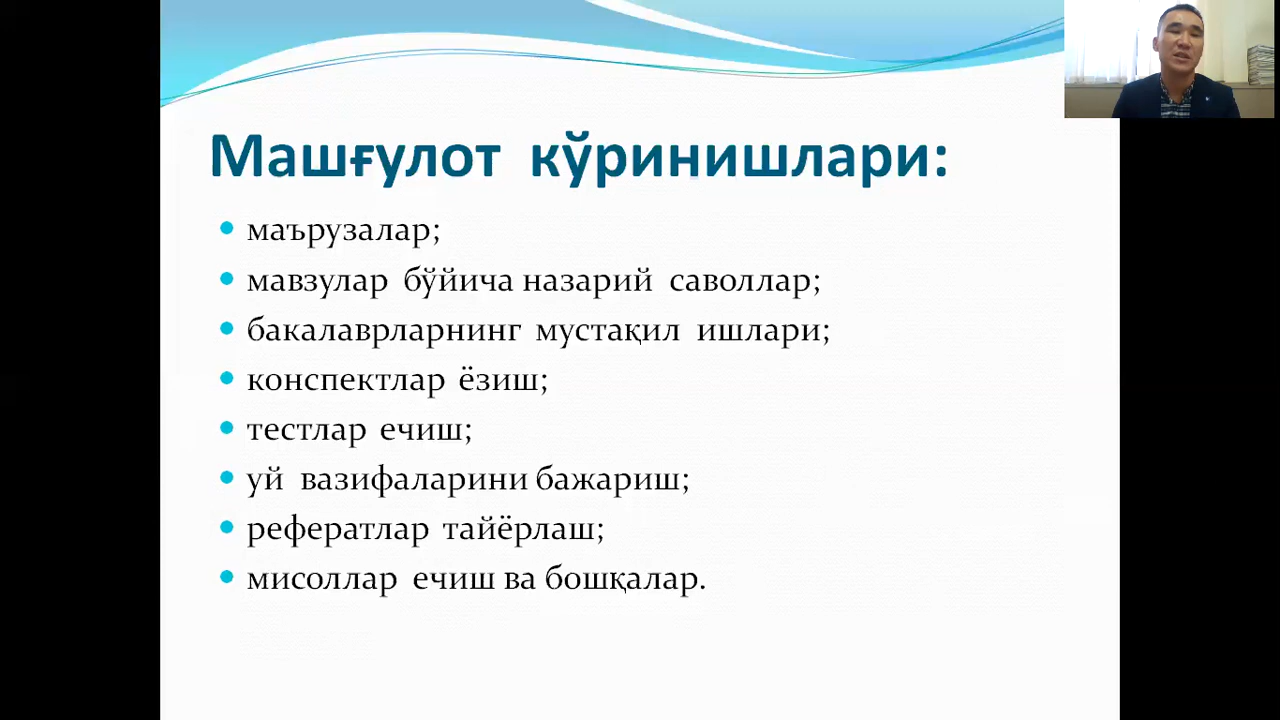 Машғулот кўринишлари:
маърузалар;
мавзулар бўйича назарий саволлар;
бакалаврларнинг мустақил ишлари;
конспектлар ёзиш;
тестлар ечиш;
уй вазифаларини бажариш;
рефератлар тайёрлаш;
мисоллар ечиш ва бошқалар.